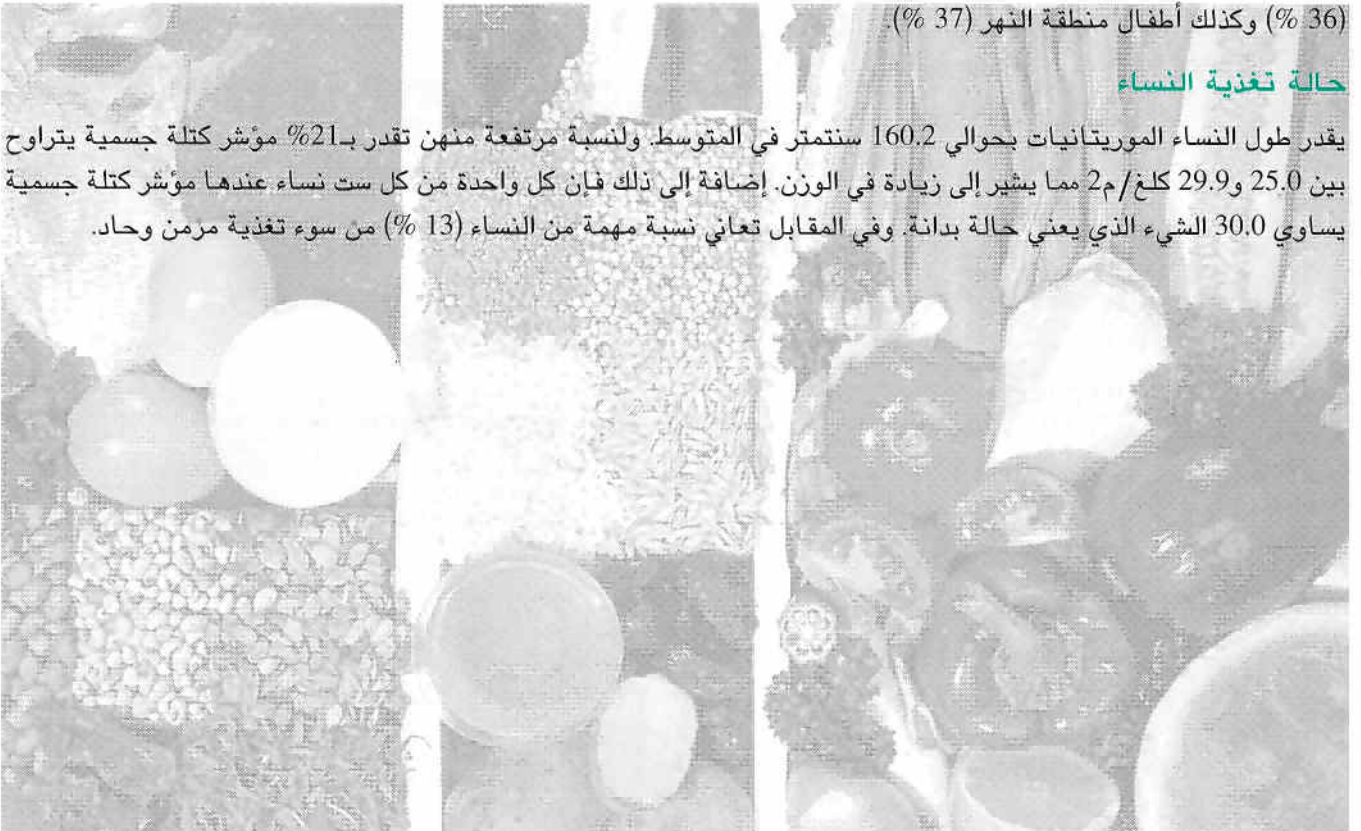 (36 %) وكذلك أطفال منطقة النهر (37 %).
حالة تغذية النساء
يقدر طول النساء الموريتانيات بحوالي 160.2 سنتمتر في المتوسط. ولنسبة مرتفعة منهن تقدر بـ21% مؤشر كتلة جسمية يتراوح
بين 25.0 و29.9 كلغ/م2 مما يشير إلى زيادة في الوزن. إضافة إلى ذلك فإن كل واحدة من كل ست نساء عندها مؤشر كتلة جسمية
يساوي 30.0 الشيء الذي يعني حالة بدانة. وفي المقابل تعاني نسبة مهمة من النساء (13 %) من سوء تغذية مزمن وحاد.